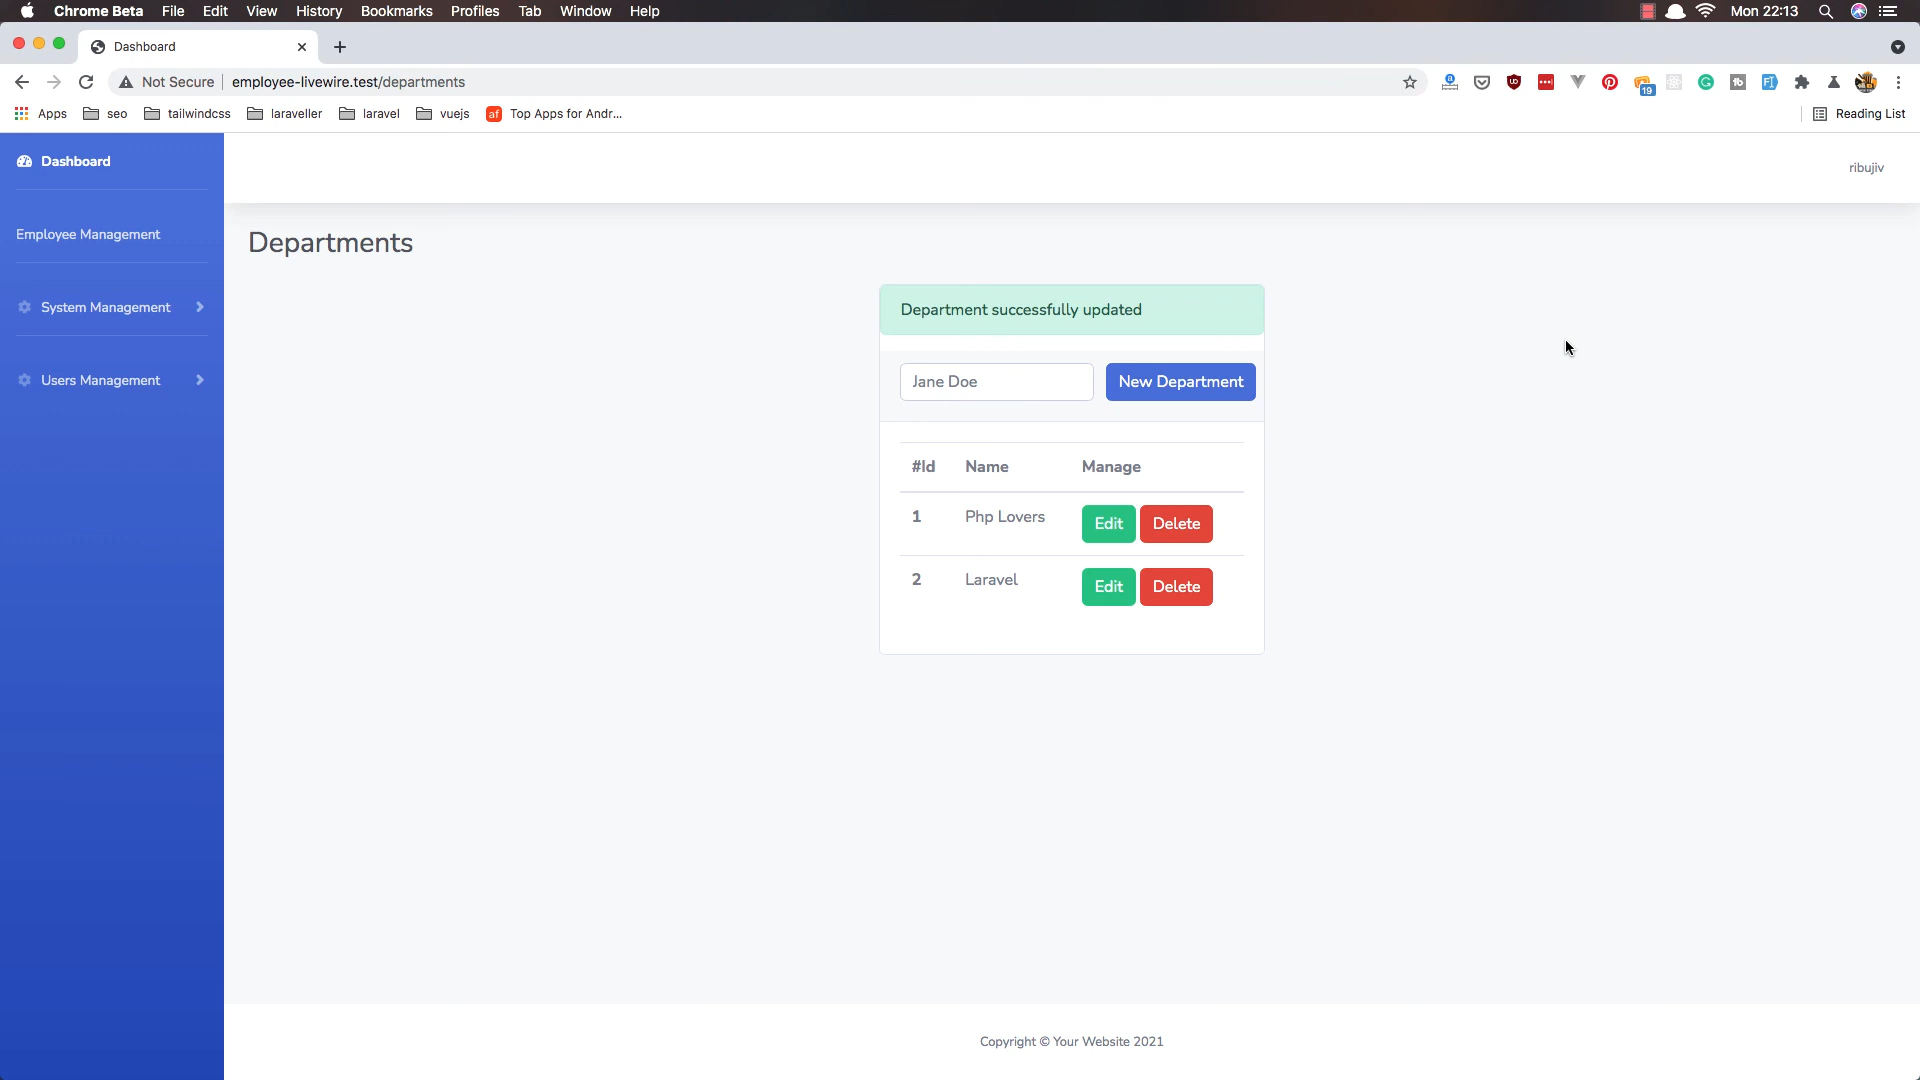 Chrome Beta File Edit View History Bookmarks Profiles Tab Window Help Mon 22:13
Dashboard
Not Secure employee-livewire.test/departments 19
Apps seo tailwindcss laraveller laravel vuejs af Top Apps for Andr... Reading List
Dashboard
ribujiv
Employee Management
System Management
Users Management
Departments
Department successfully updated
Jane Doe New Department
#Id Name Manage
1 Php Lovers Edit Delete
2 Laravel Edit Delete
Copyright © Your Website 2021